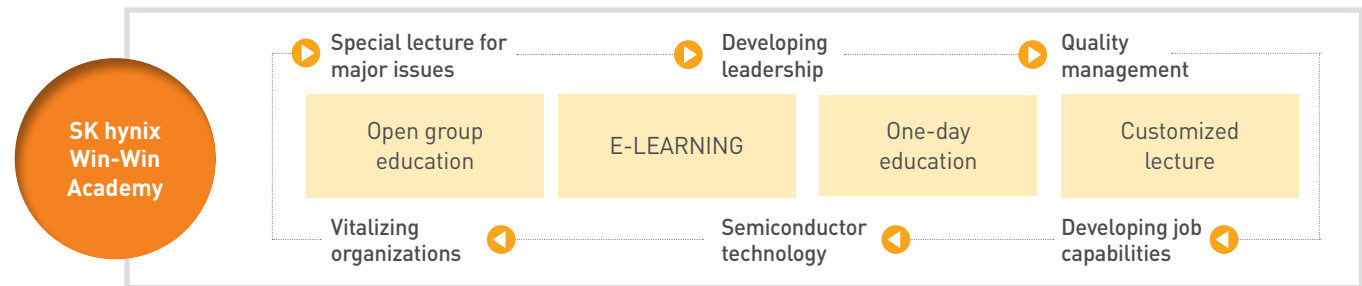 SK hynix
Win-Win
Academy
Special lecture for
major issues
Developing
leadership
Quality
management
Open group
education
E-LEARNING
One-day
education
Customized
lecture
Vitalizing
organizations
Semiconductor
technology
Developing job
capabilities